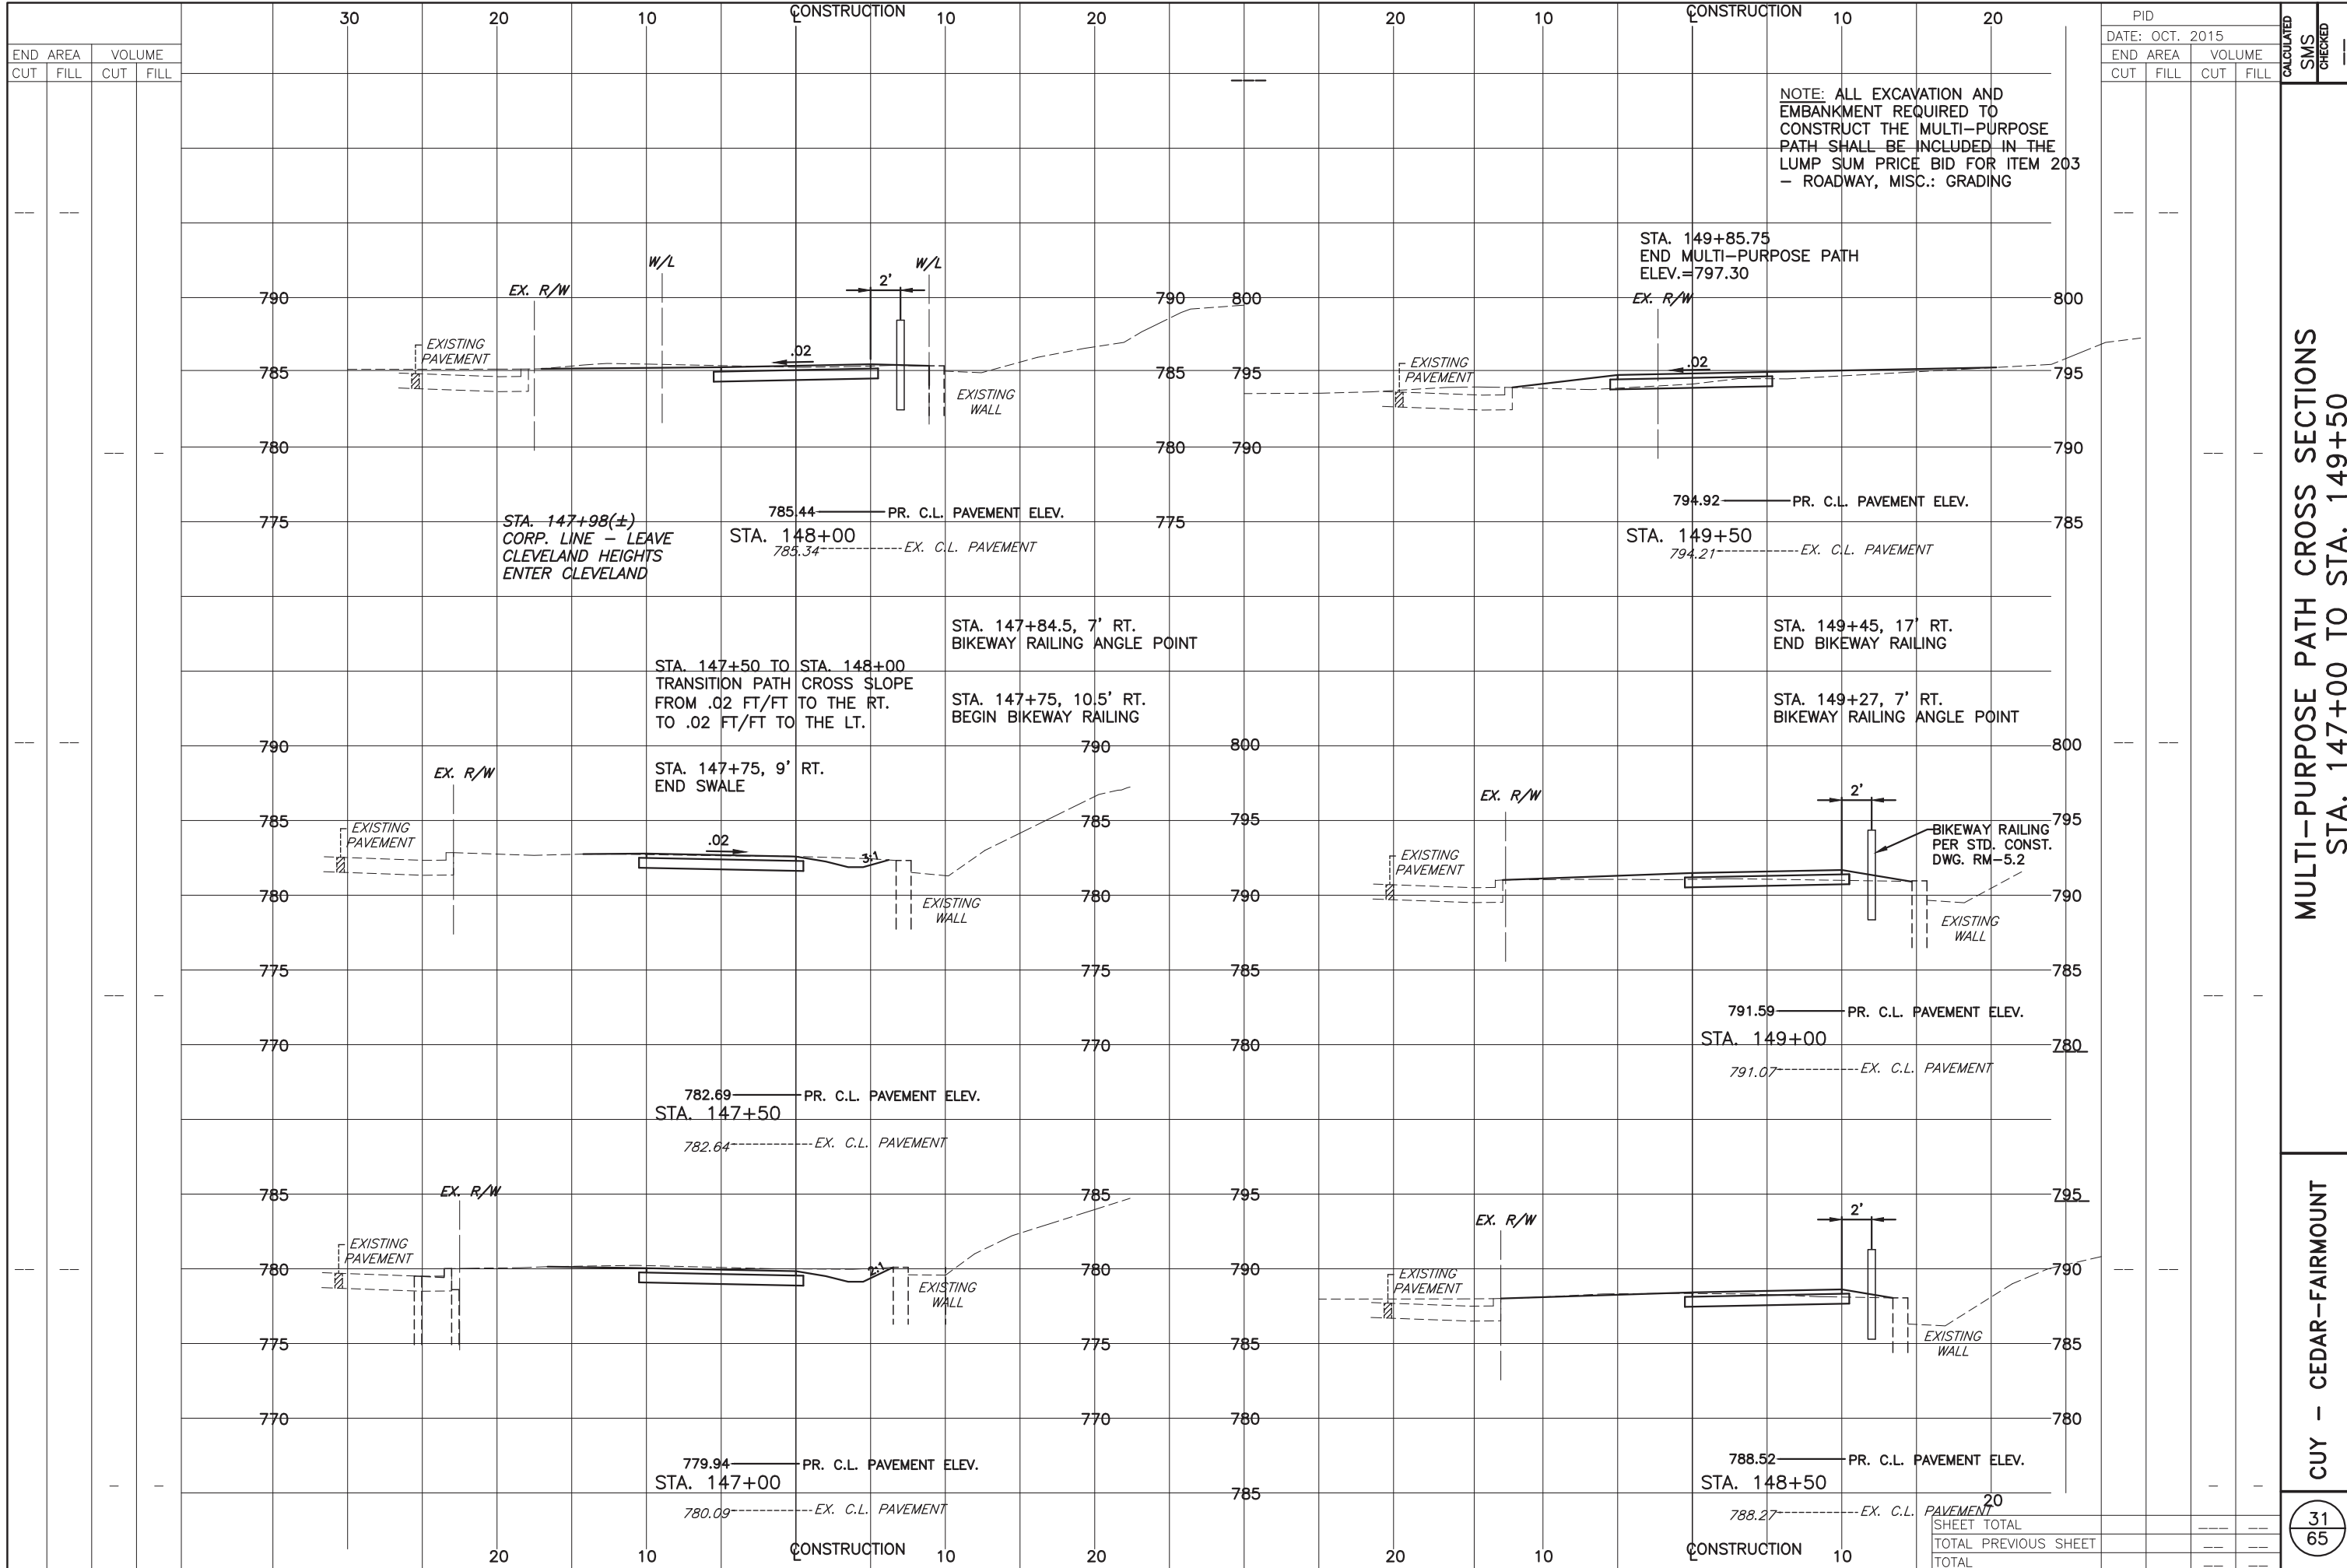 30 20 10 CONSTRUCTION 10 20 20 10 CONSTRUCTION 10 20
END AREA VOLUME
CUT FILL CUT FILL
PID
DATE: OCT. 2015
END AREA VOLUME
CUT FILL CUT FILL
CALCULATED
SMS
CHECKED
NOTE: ALL EXCAVATION AND
EMBANKMENT REQUIRED TO
CONSTRUCT THE MULTI-PURPOSE
PATH SHALL BE INCLUDED IN THE
LUMP SUM PRICE BID FOR ITEM 203
- ROADWAY, MISC.: GRADING
W/L
W/L
EX. R/W
2'
790 790
EXISTING
PAVEMENT
.02
785 785
EXISTING
WALL
780 780
785.44 PR. C.L. PAVEMENT ELEV.
775 775
STA. 148+00
785.34 EX. C.L. PAVEMENT
STA. 147+98(±)
CORP. LINE - LEAVE
CLEVELAND HEIGHTS
ENTER CLEVELAND
STA. 149+85.75
END MULTI-PURPOSE PATH
ELEV.=797.30
EX. R/W
800 800
EXISTING
PAVEMENT
.02
795 795
790 790
794.92 PR. C.L. PAVEMENT ELEV.
785
STA. 149+50
794.21 EX. C.L. PAVEMENT
STA. 147+84.5, 7' RT.
BIKEWAY RAILING ANGLE POINT
STA. 147+50 TO STA. 148+00
TRANSITION PATH CROSS SLOPE
FROM .02 FT/FT TO THE RT.
TO .02 FT/FT TO THE LT.
STA. 147+75, 10.5' RT.
BEGIN BIKEWAY RAILING
790 790
STA. 147+75, 9' RT.
END SWALE
EX. R/W
785 785
EXISTING
PAVEMENT
.02
3:1
780 780
EXISTING
WALL
775 775
770 770
782.69 PR. C.L. PAVEMENT ELEV.
STA. 147+50
782.64 EX. C.L. PAVEMENT
STA. 149+45, 17' RT.
END BIKEWAY RAILING
STA. 149+27, 7' RT.
BIKEWAY RAILING ANGLE POINT
800 800
EX. R/W
2'
795 795
BIKEWAY RAILING
PER STD. CONST.
DWG. RM-5.2
EXISTING
PAVEMENT
790 790
EXISTING
WALL
785 785
791.59 PR. C.L. PAVEMENT ELEV.
STA. 149+00
780 780
791.07 EX. C.L. PAVEMENT
785 785
EX. R/W
EXISTING
PAVEMENT
780 780
2:1
EXISTING
WALL
775 775
770 770
779.94 PR. C.L. PAVEMENT ELEV.
STA. 147+00
780.09 EX. C.L. PAVEMENT
795 795
EX. R/W
2'
790 790
EXISTING
PAVEMENT
785 785
EXISTING
WALL
780 780
788.52 PR. C.L. PAVEMENT ELEV.
STA. 148+50
785
20
788.27 EX. C.L. PAVEMENT
20 10 CONSTRUCTION 10 20 20 10 CONSTRUCTION 10
SHEET TOTAL
TOTAL PREVIOUS SHEET
TOTAL
MULTI-PURPOSE PATH CROSS SECTIONS
STA. 147+00 TO STA. 149+50
CUY - CEDAR-FAIRMOUNT
31
65